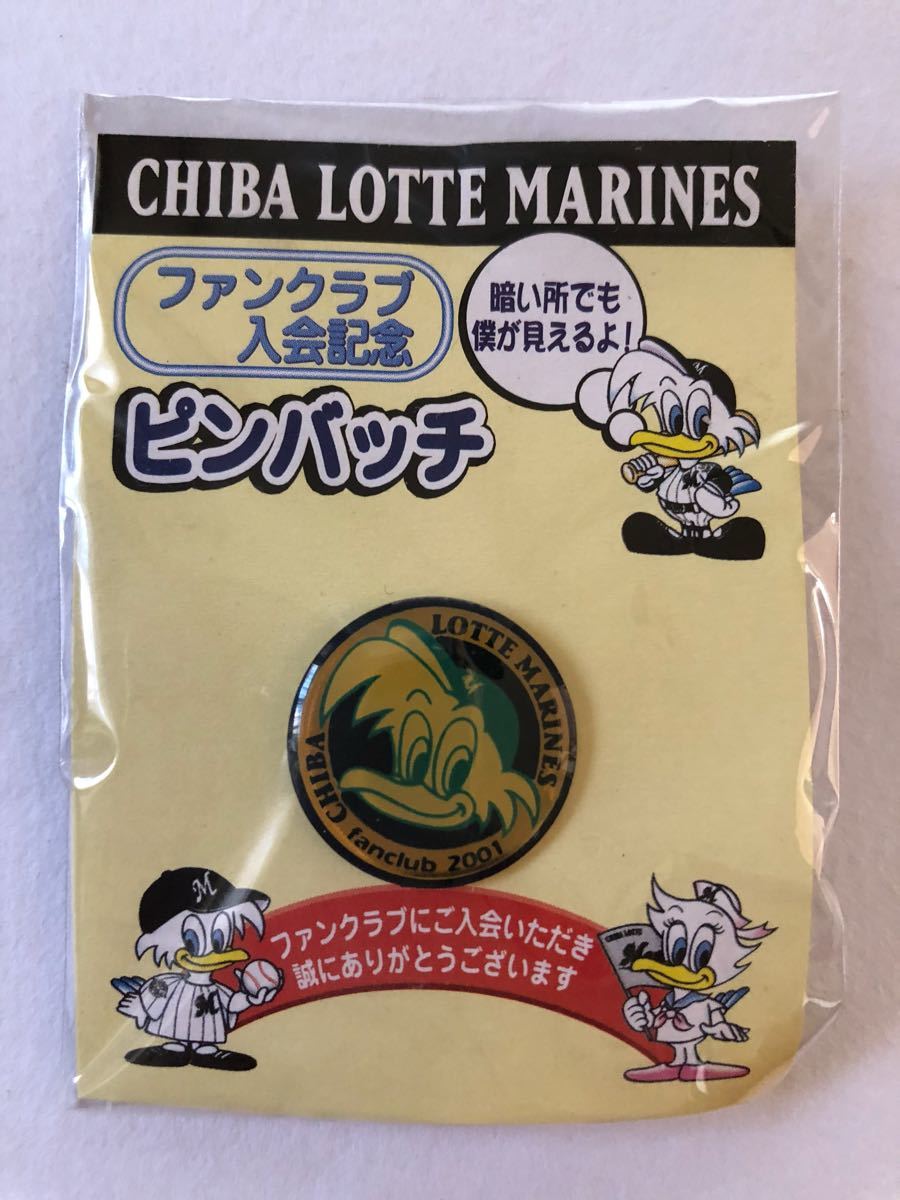 CHIBA LOTTE MARINES
ファンクラブ
入会記念
暗い所でも
僕が見えるよ!
ピンバッチ
M
M
LOTTE MARINES
CHIBA fanclub 2001
M
M
ファンクラブにご入会いただき
誠にありがとうございます
CHIBA LOTTE
M